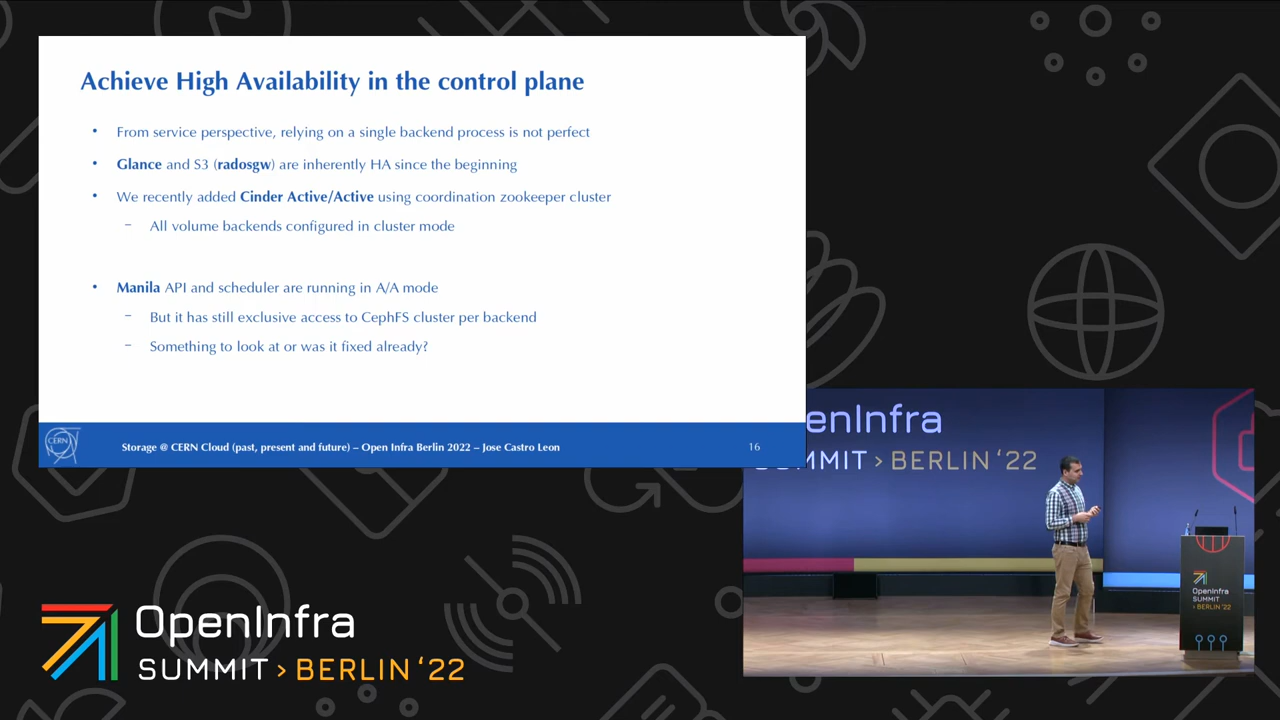 Achieve High Availability in the control plane
• From service perspective, relying on a single backend process is not perfect
• Glance and S3 (radosgw) are inherently HA since the beginning
• We recently added Cinder Active/Active using coordination zookeeper cluster
– All volume backends configured in cluster mode
• Manila API and scheduler are running in A/A mode
– But it has still exclusive access to CephFS cluster per backend
– Something to look at or was it fixed already?
CERN
Storage @ CERN Cloud (past, present and future) – Open Infra Berlin 2022 – Jose Castro Leon
16
enInfra
MMIT > BERLIN ‘22
OpenInfra
SUMMIT
> BERLIN '22
OpenInfra
SUMMIT > BERLIN ‘22